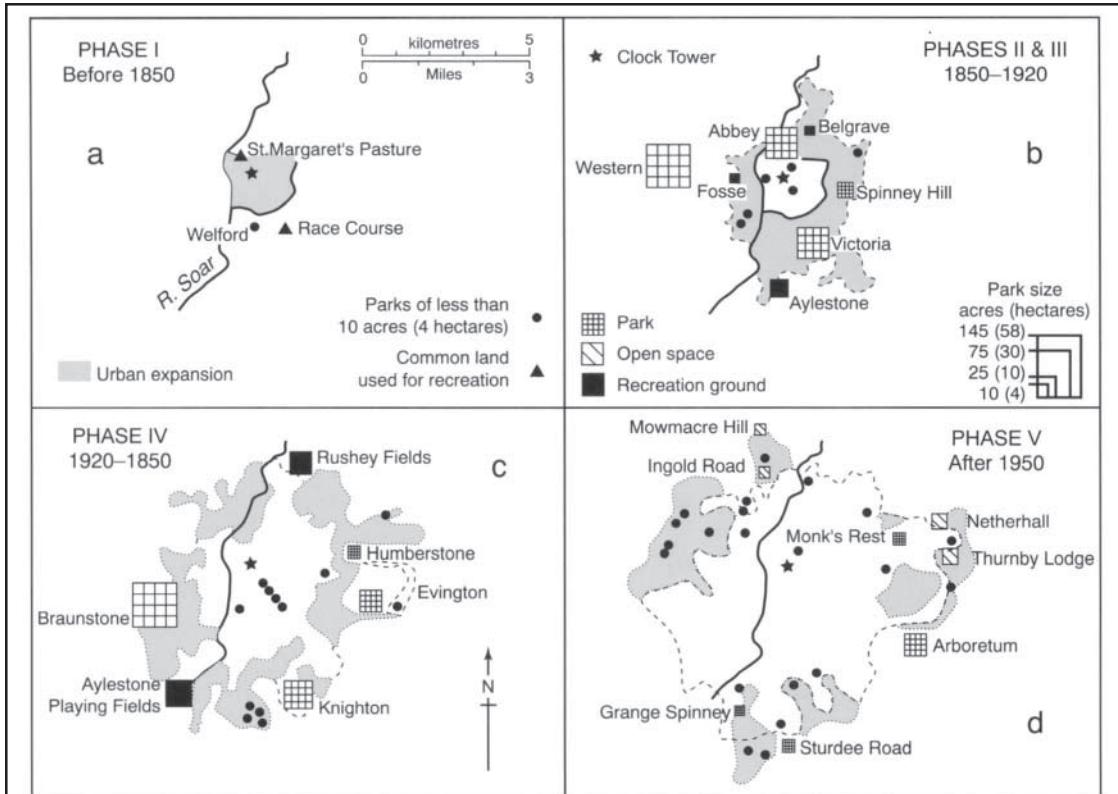 PHASE I
Before 1850
0 5
kilometres
0 Miles 3
a
St.Margaret's Pasture
Welford
Race Course
R. Soar
Parks of less than
10 acres (4 hectares)
Common land
used for recreation
Urban expansion
Clock Tower
PHASES II & III
1850–1920
b
Abbey
Belgrave
Western
Fosse
Spinney Hill
Victoria
Aylestone
Park
Open space
Recreation ground
Park size
acres (hectares)
145 (58)
75 (30)
25 (10)
10 (4)
PHASE IV
1920–1850
c
Rushey Fields
Humberstone
Evington
Braunstone
Aylestone
Playing Fields
Knighton
N
Mowmacre Hill
PHASE V
After 1950
Ingold Road
Netherhall
Monk's Rest
Thurnby Lodge
Arboretum
Grange Spinney
Sturdee Road
d